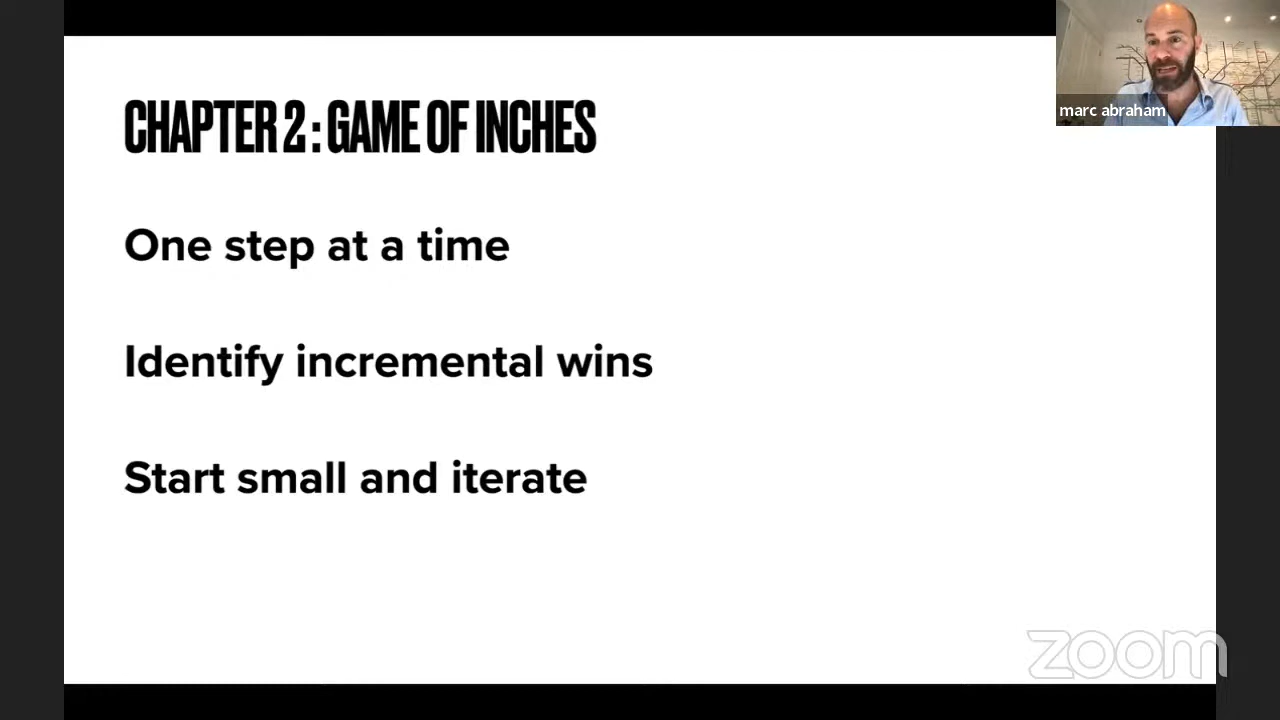 CHAPTER 2: GAME OF INCHES
marc abraham
One step at a time
Identify incremental wins
Start small and iterate
zoom